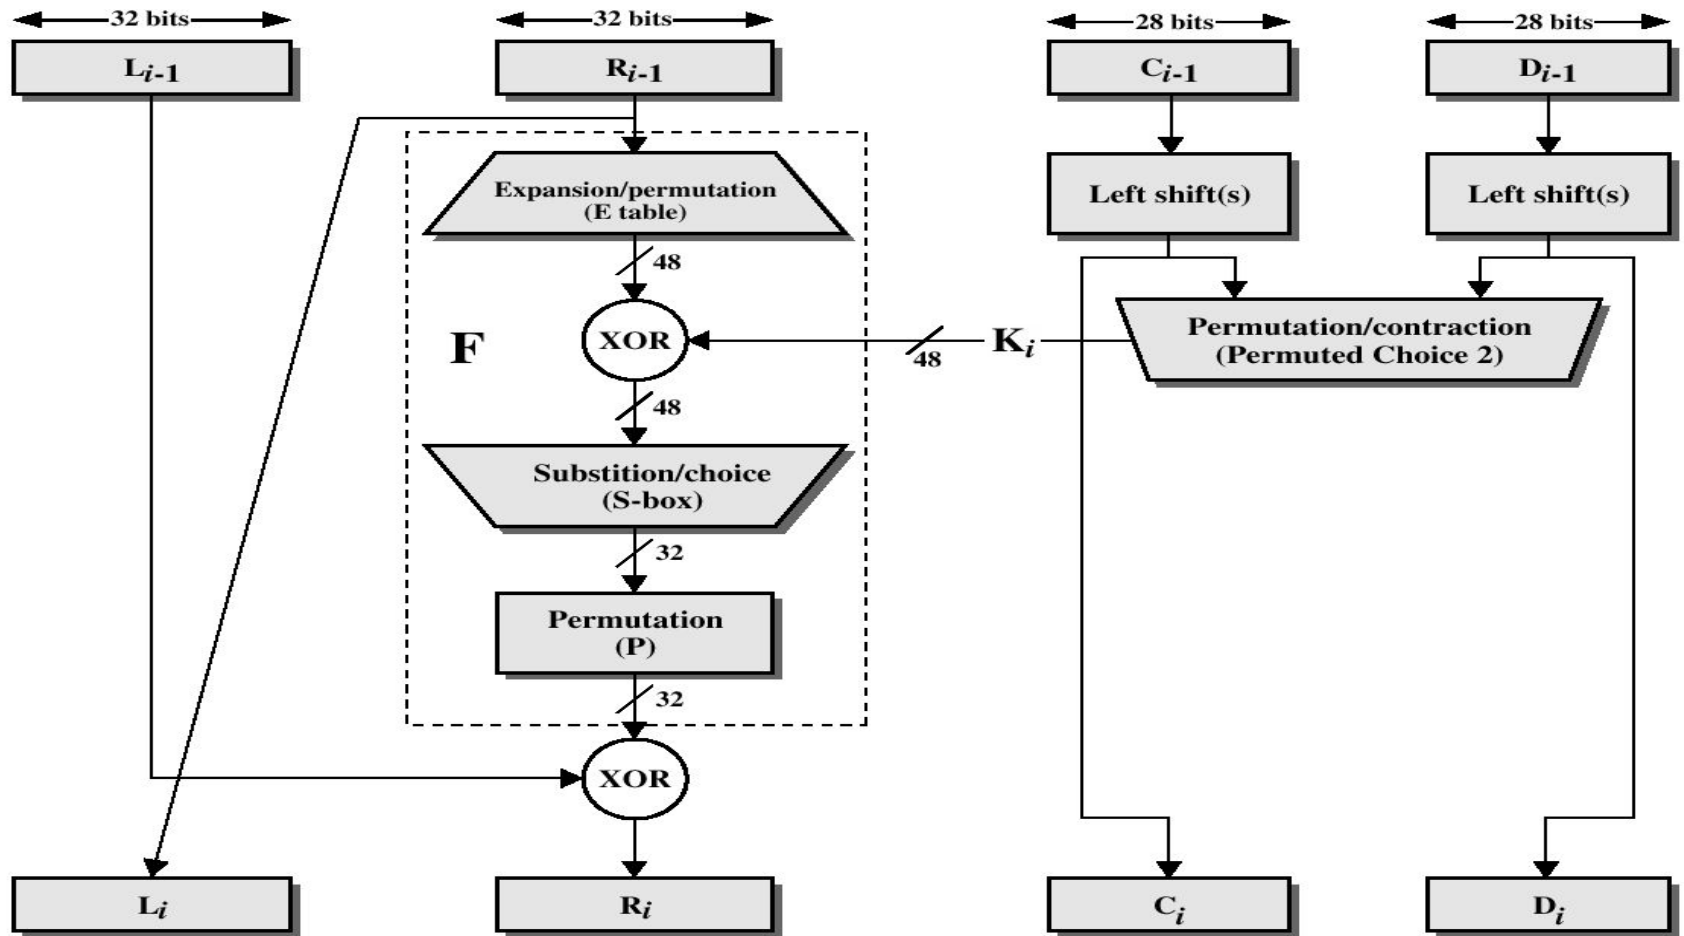 32 bits
32 bits
28 bits
28 bits
Li-1
Ri-1
Ci-1
Di-1
Expansion/permutation
(E table)
Left shift(s)
Left shift(s)
48
F
XOR
48
Ki
Permutation/contraction
(Permuted Choice 2)
48
Substition/choice
(S-box)
32
Permutation
(P)
32
XOR
Li
Ri
Ci
Di